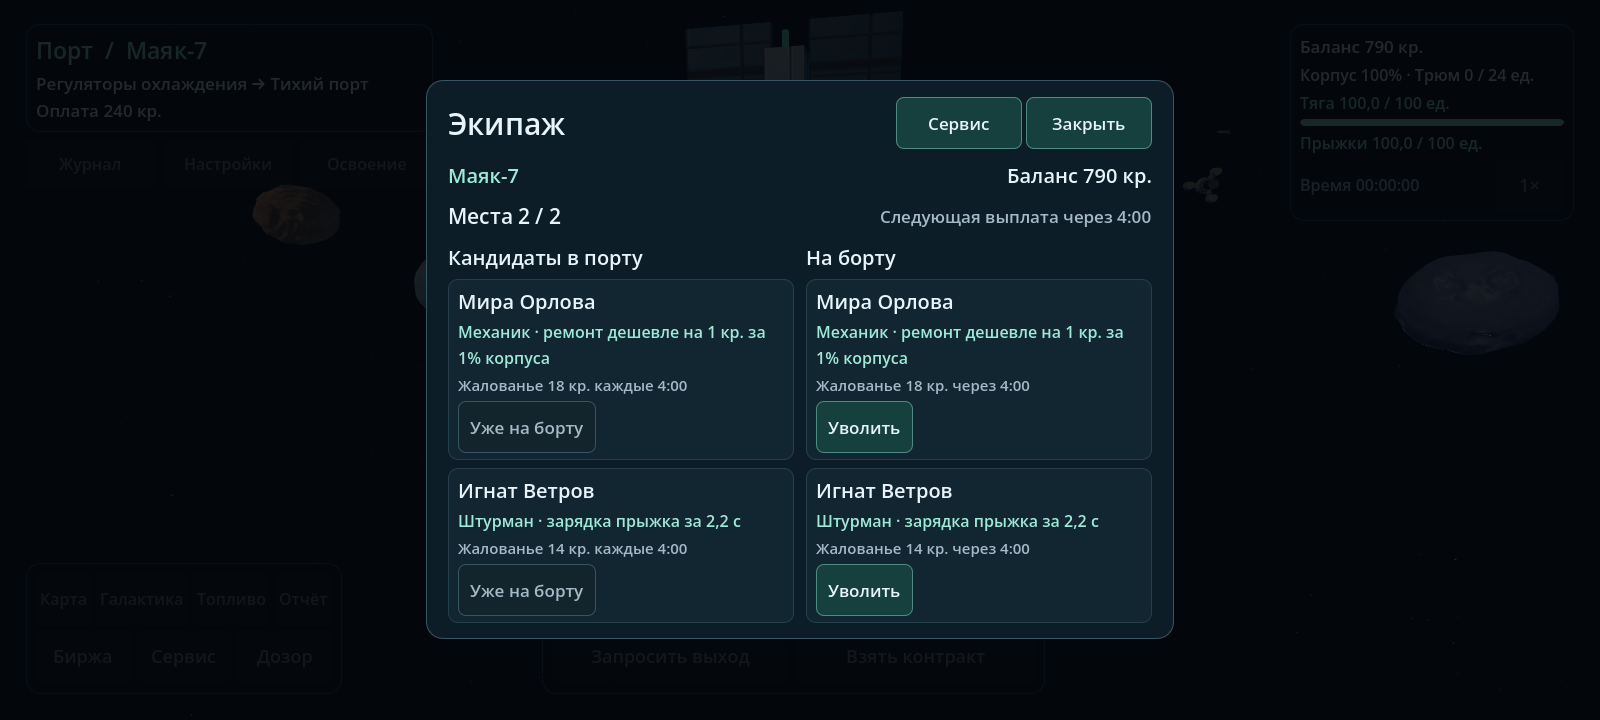 Порт / Маяк-7
Регуляторы охлаждения → Тихий порт
Оплата 240 кр.
Журнал
Настройки
Освоение
Баланс 790 кр.
Корпус 100% · Трюм 0 / 24 ед.
Тяга 100,0 / 100 ед.
Прыжки 100,0 / 100 ед.
Время 00:00:00
1×
Экипаж
Сервис
Закрыть
Маяк-7
Баланс 790 кр.
Места 2 / 2
Следующая выплата через 4:00
Кандидаты в порту
Мира Орлова
Механик · ремонт дешевле на 1 кр. за
1% корпуса
Жалованье 18 кр. каждые 4:00
Уже на борту
Игнат Ветров
Штурман · зарядка прыжка за 2,2 с
Жалованье 14 кр. каждые 4:00
Уже на борту
На борту
Мира Орлова
Механик · ремонт дешевле на 1 кр. за
1% корпуса
Жалованье 18 кр. через 4:00
Уволить
Игнат Ветров
Штурман · зарядка прыжка за 2,2 с
Жалованье 14 кр. через 4:00
Уволить
Карта
Галактика
Топливо
Отчёт
Биржа
Сервис
Дозор
Запросить выход
Взять контракт